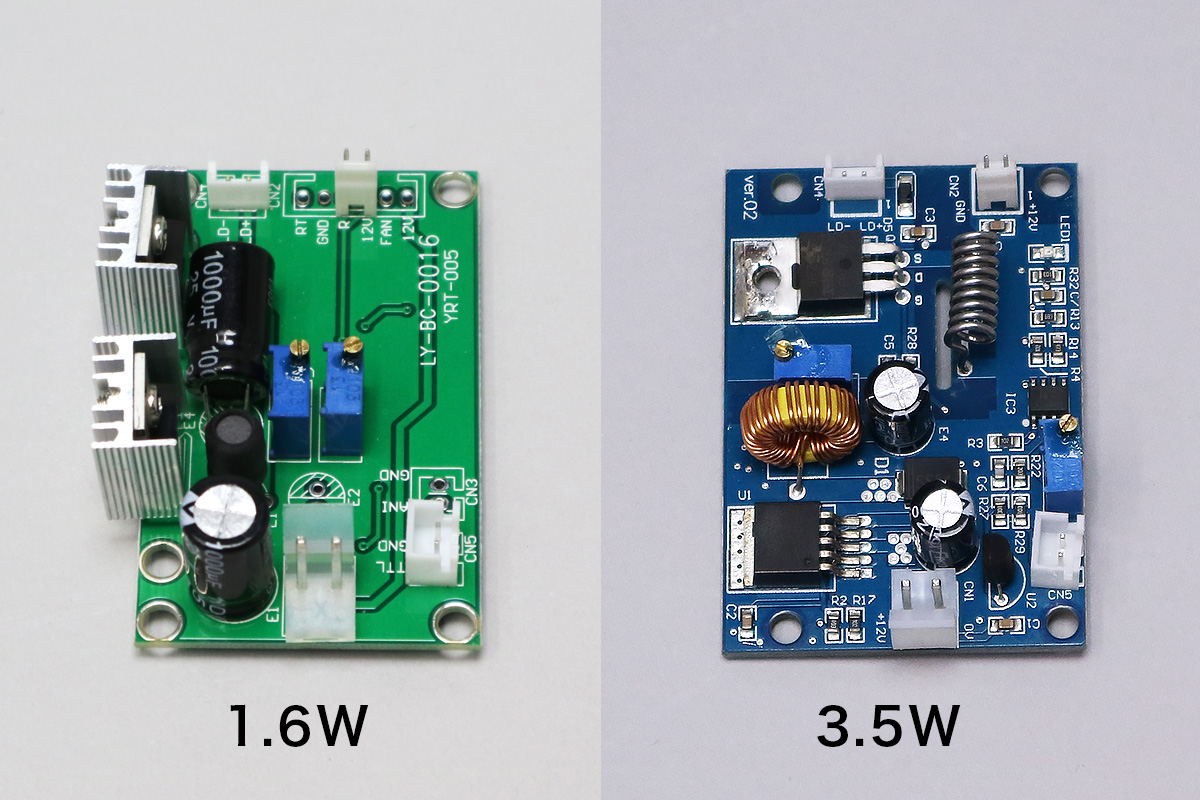 CN2
LD-
LD+
RT
GND
R
12V
FAN
12V
LY-BC-0016
YRT-005
1000µF
E4
E2
GND
GND
TTL
CN3
CN5
E1
1.6W
ver.02
CN4
LD- LD+
D5
C3
CN2 GND
+12V
LED1
S
D
G
R32
R13
R14
R4
C5
R28
E4
IC3
R3
R22
C6
R27
R29
D1
U1
C2
R2 R17
+12V
CN1
0V
U2
C1
CN5
3.5W